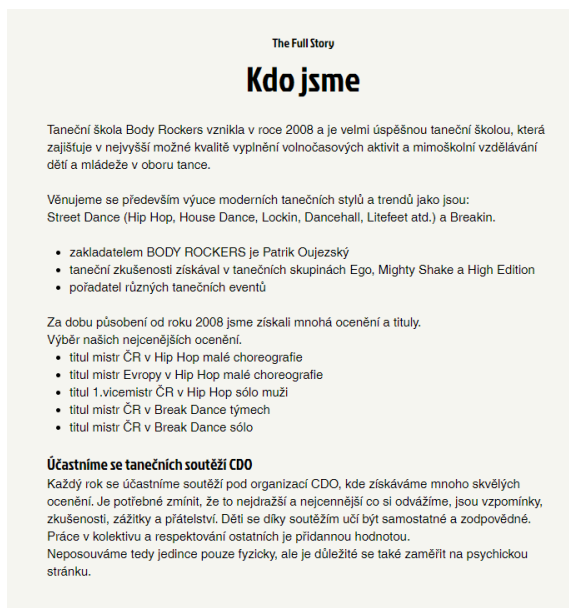 The Full Story
Kdo jsme
Taneční škola Body Rockers vznikla v roce 2008 a je velmi úspěšnou taneční školou, která
zajišťuje v nejvyšší možné kvalitě vyplnění volnočasových aktivit a mimoškolní vzdělávání
dětí a mládeže v oboru tance.
Věnujeme se především výuce moderních tanečních stylů a trendů jako jsou:
Street Dance (Hip Hop, House Dance, Lockin, Dancehall, Litefeet atd.) a Breakin.
• zakladatelem BODY ROCKERS je Patrik Oujezský
• taneční zkušenosti získával v tanečních skupinách Ego, Mighty Shake a High Edition
• pořadatel různých tanečních eventů
Za dobu působení od roku 2008 jsme získali mnohá ocenění a tituly.
Výběr našich nejcenějších ocenění.
• titul mistr ČR v Hip Hop malé choreografie
• titul mistr Evropy v Hip Hop malé choreografie
• titul 1.vicemistr ČR v Hip Hop sólo muži
• titul mistr ČR v Break Dance týmech
• titul mistr ČR v Break Dance sólo
Účastníme se tanečních soutěží CDO
Každý rok se účastníme soutěží pod organizací CDO, kde získáváme mnoho skvělých
ocenění. Je potřebné zmínit, že to nejdražší a nejcennější co si odvážíme, jsou vzpomínky,
zkušenosti, zážitky a přátelství. Děti se díky soutěžím učí být samostatné a zodpovědné.
Práce v kolektivu a respektování ostatních je přidannou hodnotou.
Neposouváme tedy jedince pouze fyzicky, ale je důležité se také zaměřit na psychickou
stránku.